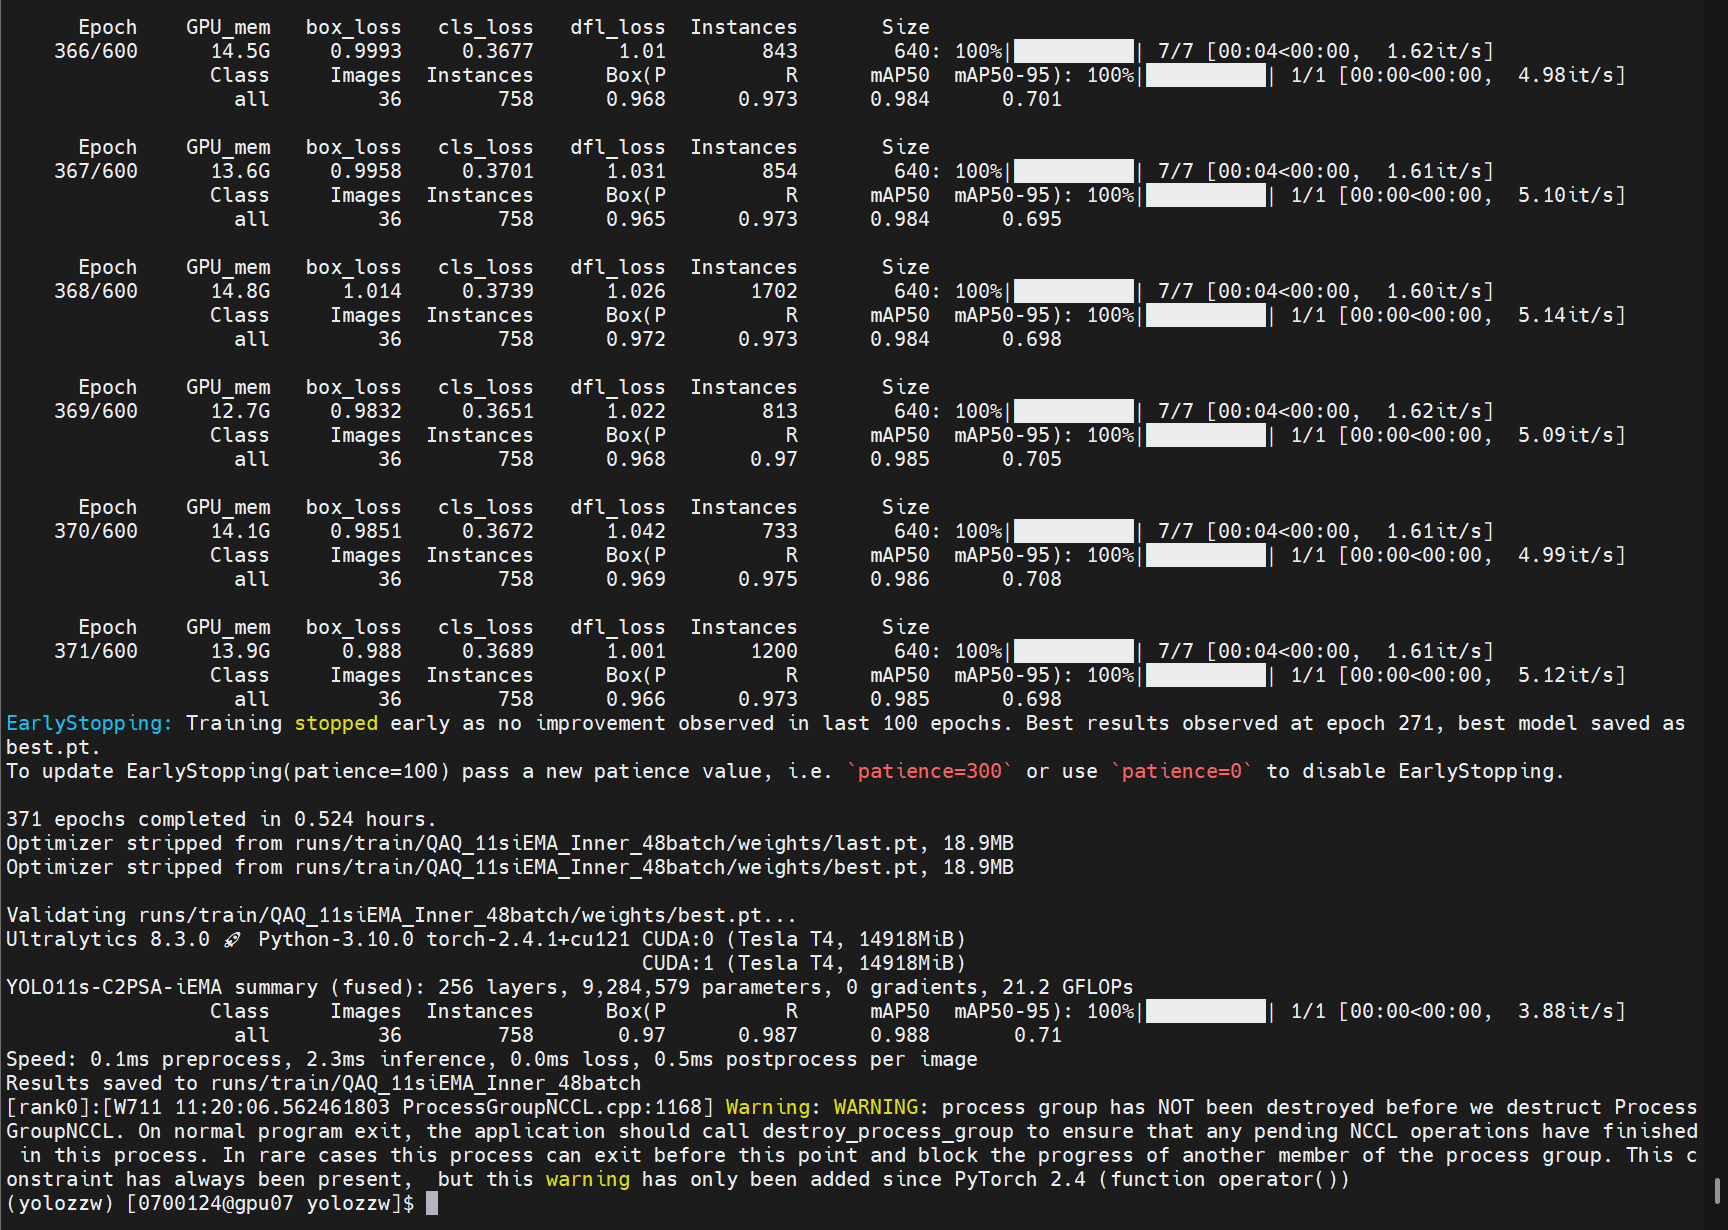 Epoch GPU_mem box_loss cls_loss dfl_loss Instances Size
366/600 14.5G 0.9993 0.3677 1.01 843 640: 100%|██████████| 7/7 [00:04<00:00, 1.62it/s]
Class Images Instances Box(P R mAP50 mAP50-95): 100%|██████████| 1/1 [00:00<00:00, 4.98it/s]
all 36 758 0.968 0.973 0.984 0.701
Epoch GPU_mem box_loss cls_loss dfl_loss Instances Size
367/600 13.6G 0.9958 0.3701 1.031 854 640: 100%|██████████| 7/7 [00:04<00:00, 1.61it/s]
Class Images Instances Box(P R mAP50 mAP50-95): 100%|██████████| 1/1 [00:00<00:00, 5.10it/s]
all 36 758 0.965 0.973 0.984 0.695
Epoch GPU_mem box_loss cls_loss dfl_loss Instances Size
368/600 14.8G 1.014 0.3739 1.026 1702 640: 100%|██████████| 7/7 [00:04<00:00, 1.60it/s]
Class Images Instances Box(P R mAP50 mAP50-95): 100%|██████████| 1/1 [00:00<00:00, 5.14it/s]
all 36 758 0.972 0.973 0.984 0.698
Epoch GPU_mem box_loss cls_loss dfl_loss Instances Size
369/600 12.7G 0.9832 0.3651 1.022 813 640: 100%|██████████| 7/7 [00:04<00:00, 1.62it/s]
Class Images Instances Box(P R mAP50 mAP50-95): 100%|██████████| 1/1 [00:00<00:00, 5.09it/s]
all 36 758 0.968 0.97 0.985 0.705
Epoch GPU_mem box_loss cls_loss dfl_loss Instances Size
370/600 14.1G 0.9851 0.3672 1.042 733 640: 100%|██████████| 7/7 [00:04<00:00, 1.61it/s]
Class Images Instances Box(P R mAP50 mAP50-95): 100%|██████████| 1/1 [00:00<00:00, 4.99it/s]
all 36 758 0.969 0.975 0.986 0.708
Epoch GPU_mem box_loss cls_loss dfl_loss Instances Size
371/600 13.9G 0.988 0.3689 1.001 1200 640: 100%|██████████| 7/7 [00:04<00:00, 1.61it/s]
Class Images Instances Box(P R mAP50 mAP50-95): 100%|██████████| 1/1 [00:00<00:00, 5.12it/s]
all 36 758 0.966 0.973 0.985 0.698
EarlyStopping: Training stopped early as no improvement observed in last 100 epochs. Best results observed at epoch 271, best model saved as
best.pt.
To update EarlyStopping(patience=100) pass a new patience value, i.e. `patience=300` or use `patience=0` to disable EarlyStopping.
371 epochs completed in 0.524 hours.
Optimizer stripped from runs/train/QAQ_11siEMA_Inner_48batch/weights/last.pt, 18.9MB
Optimizer stripped from runs/train/QAQ_11siEMA_Inner_48batch/weights/best.pt, 18.9MB
Validating runs/train/QAQ_11siEMA_Inner_48batch/weights/best.pt...
Ultralytics 8.3.0 🚀 Python-3.10.0 torch-2.4.1+cu121 CUDA:0 (Tesla T4, 14918MiB)
CUDA:1 (Tesla T4, 14918MiB)
YOLO11s-C2PSA-iEMA summary (fused): 256 layers, 9,284,579 parameters, 0 gradients, 21.2 GFLOPs
Class Images Instances Box(P R mAP50 mAP50-95): 100%|██████████| 1/1 [00:00<00:00, 3.88it/s]
all 36 758 0.97 0.987 0.988 0.71
Speed: 0.1ms preprocess, 2.3ms inference, 0.0ms loss, 0.5ms postprocess per image
Results saved to runs/train/QAQ_11siEMA_Inner_48batch
[rank0]:[W711 11:20:06.562461803 ProcessGroupNCCL.cpp:1168] Warning: WARNING: process group has NOT been destroyed before we destruct Process
GroupNCCL. On normal program exit, the application should call destroy_process_group to ensure that any pending NCCL operations have finished
in this process. In rare cases this process can exit before this point and block the progress of another member of the process group. This c
onstraint has always been present, but this warning has only been added since PyTorch 2.4 (function operator())
(yolozzw) [0700124@gpu07 yolozzw]$